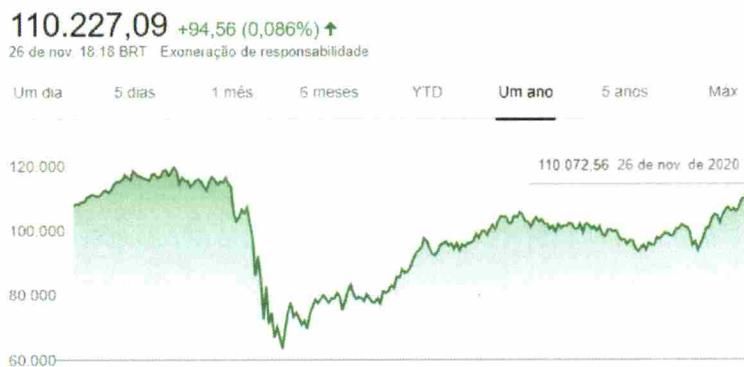 110.227,09 +94,56 (0,086%) ↑
26 de nov. 18:18 BRT Exoneração de responsabilidade
Um dia 5 dias 1 mês 6 meses YTD Um ano 5 anos Máx
120.000
110.072,56 26 de nov. de 2020
100.000
80.000
60.000